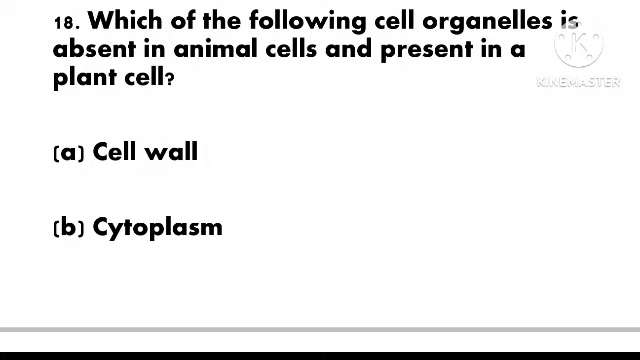 18. Which of the following cell organelles is
absent in animal cells and present in a
plant cell?
(a) Cell wall
(b) Cytoplasm
K
KINEMASTER